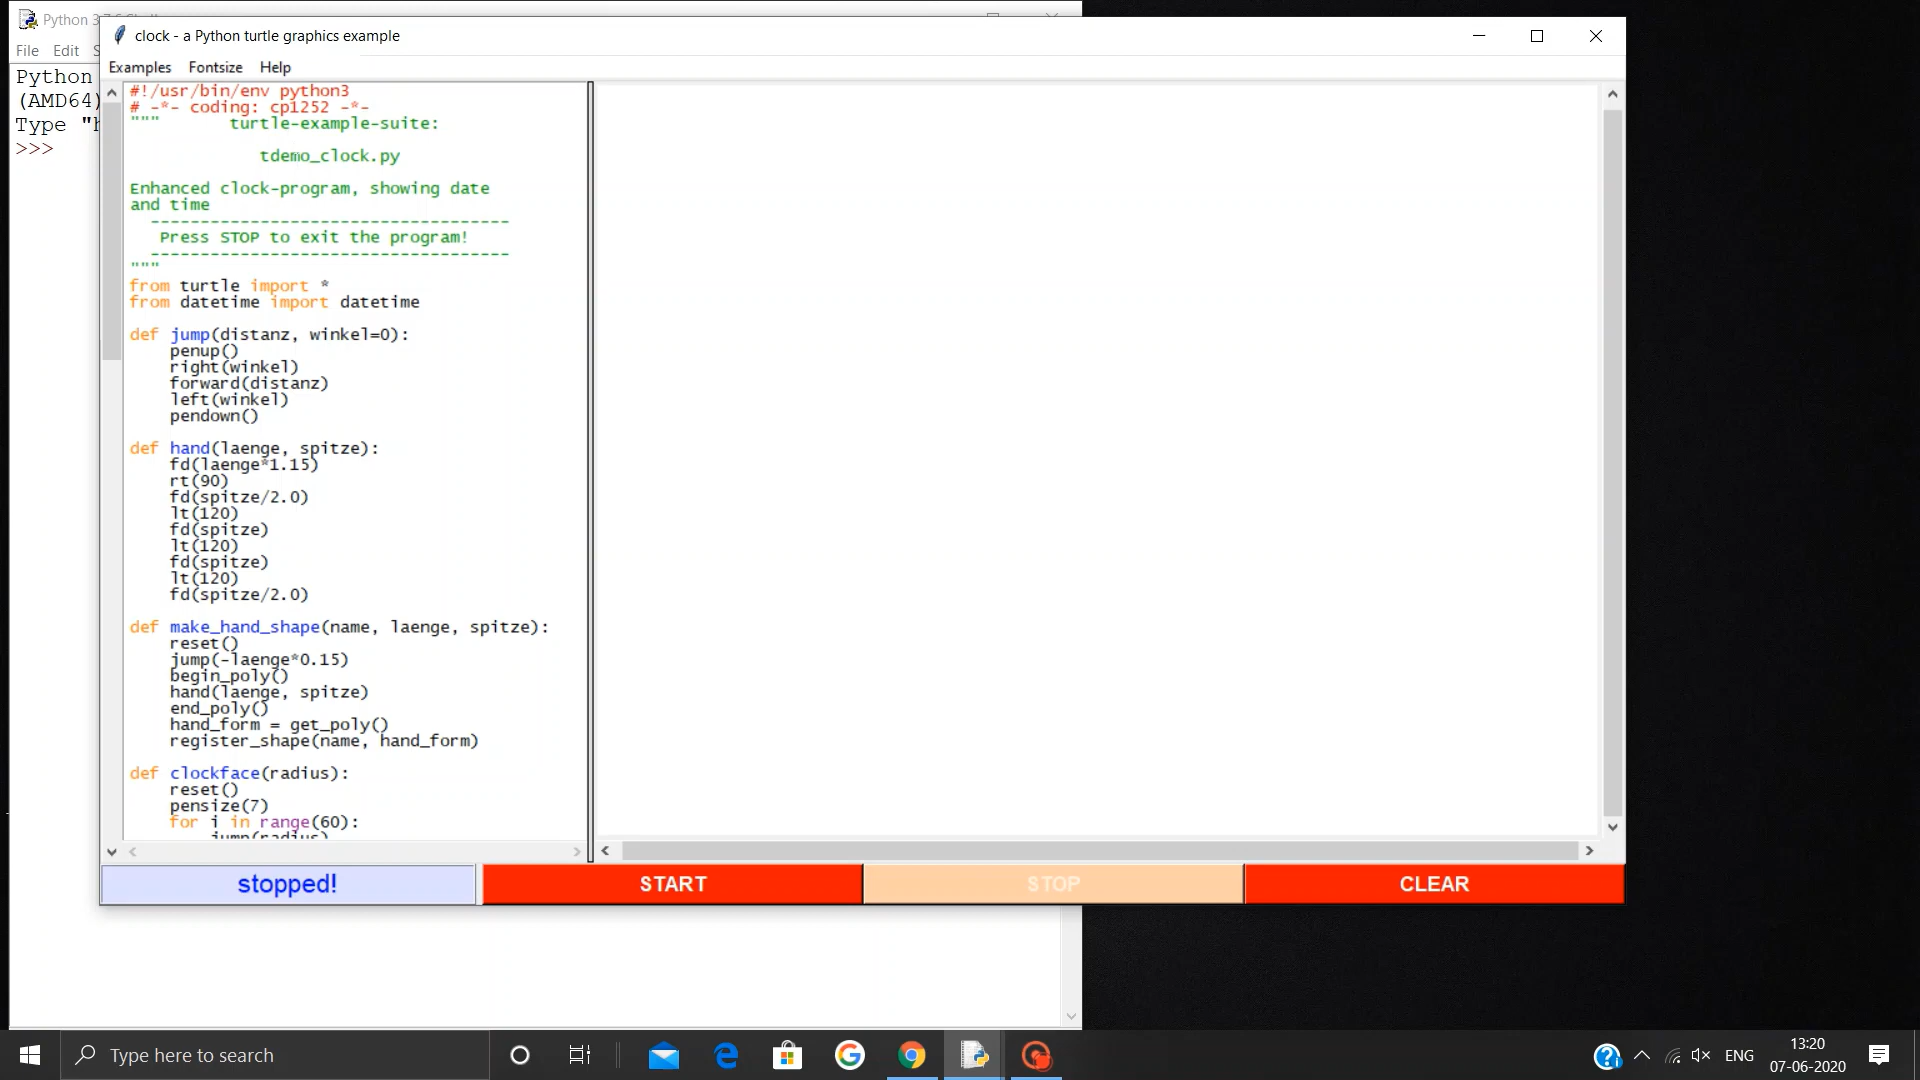 Python 3.7.6 Shell
File Edit S
Python
(AMD64)
Type "h
>>>
clock - a Python turtle graphics example
Examples Fontsize Help
#!/usr/bin/env python3
# -*- coding: cp1252 -*-
"""       turtle-example-suite:
tdemo_clock.py
Enhanced clock-program, showing date
and time
------------------------------------
Press STOP to exit the program!
------------------------------------
"""
from turtle import *
from datetime import datetime
def jump(distanz, winkel=0):
penup()
right(winkel)
forward(distanz)
left(winkel)
pendown()
def hand(laenge, spitze):
fd(laenge*1.15)
rt(90)
fd(spitze/2.0)
lt(120)
fd(spitze)
lt(120)
fd(spitze)
lt(120)
fd(spitze/2.0)
def make_hand_shape(name, laenge, spitze):
reset()
jump(-laenge*0.15)
begin_poly()
hand(laenge, spitze)
end_poly()
hand_form = get_poly()
register_shape(name, hand_form)
def clockface(radius):
reset()
pensize(7)
for i in range(60):
jump(radius)
stopped!
START
STOP
CLEAR
Type here to search
ENG
13:20
07-06-2020